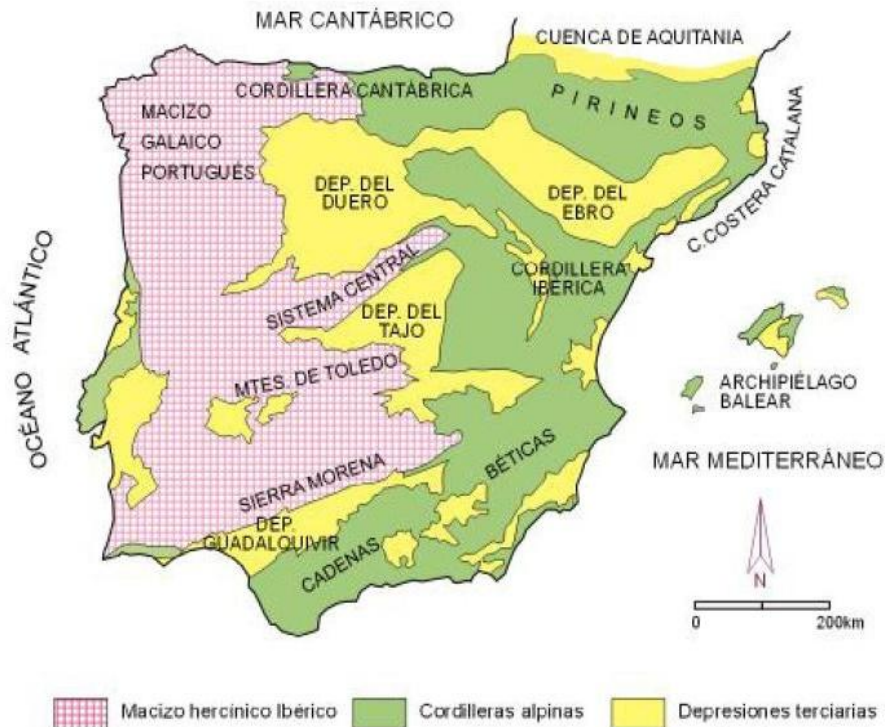 MAR CANTÁBRICO
CUENCA DE AQUITANIA
CORDILLERA CANTÁBRICA
PIRINEOS
MACIZO
GALAICO
PORTUGUÉS
DEP. DEL
DUERO
DEP. DEL
EBRO
C. COSTERA CATALANA
OCÉANO ATLÁNTICO
SISTEMA CENTRAL
CORDILLERA
IBÉRICA
DEP. DEL
TAJO
MTES. DE TOLEDO
ARCHIPIÉLAGO
BALEAR
SIERRA MORENA
BÉTICAS
MAR MEDITERRÁNEO
DEP.
GUADALQUIVIR
CADENAS
N
0 200km
Macizo hercínico Ibérico
Cordilleras alpinas
Depresiones terciarias